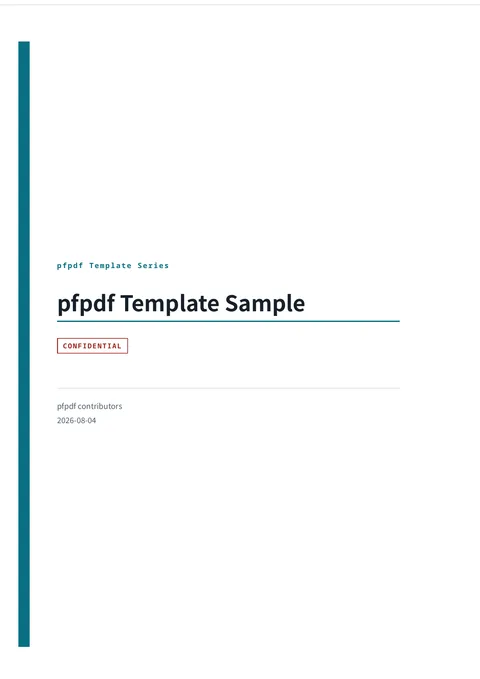 pfpdf Template Series
pfpdf Template Sample
CONFIDENTIAL
pfpdf contributors
2026-08-04